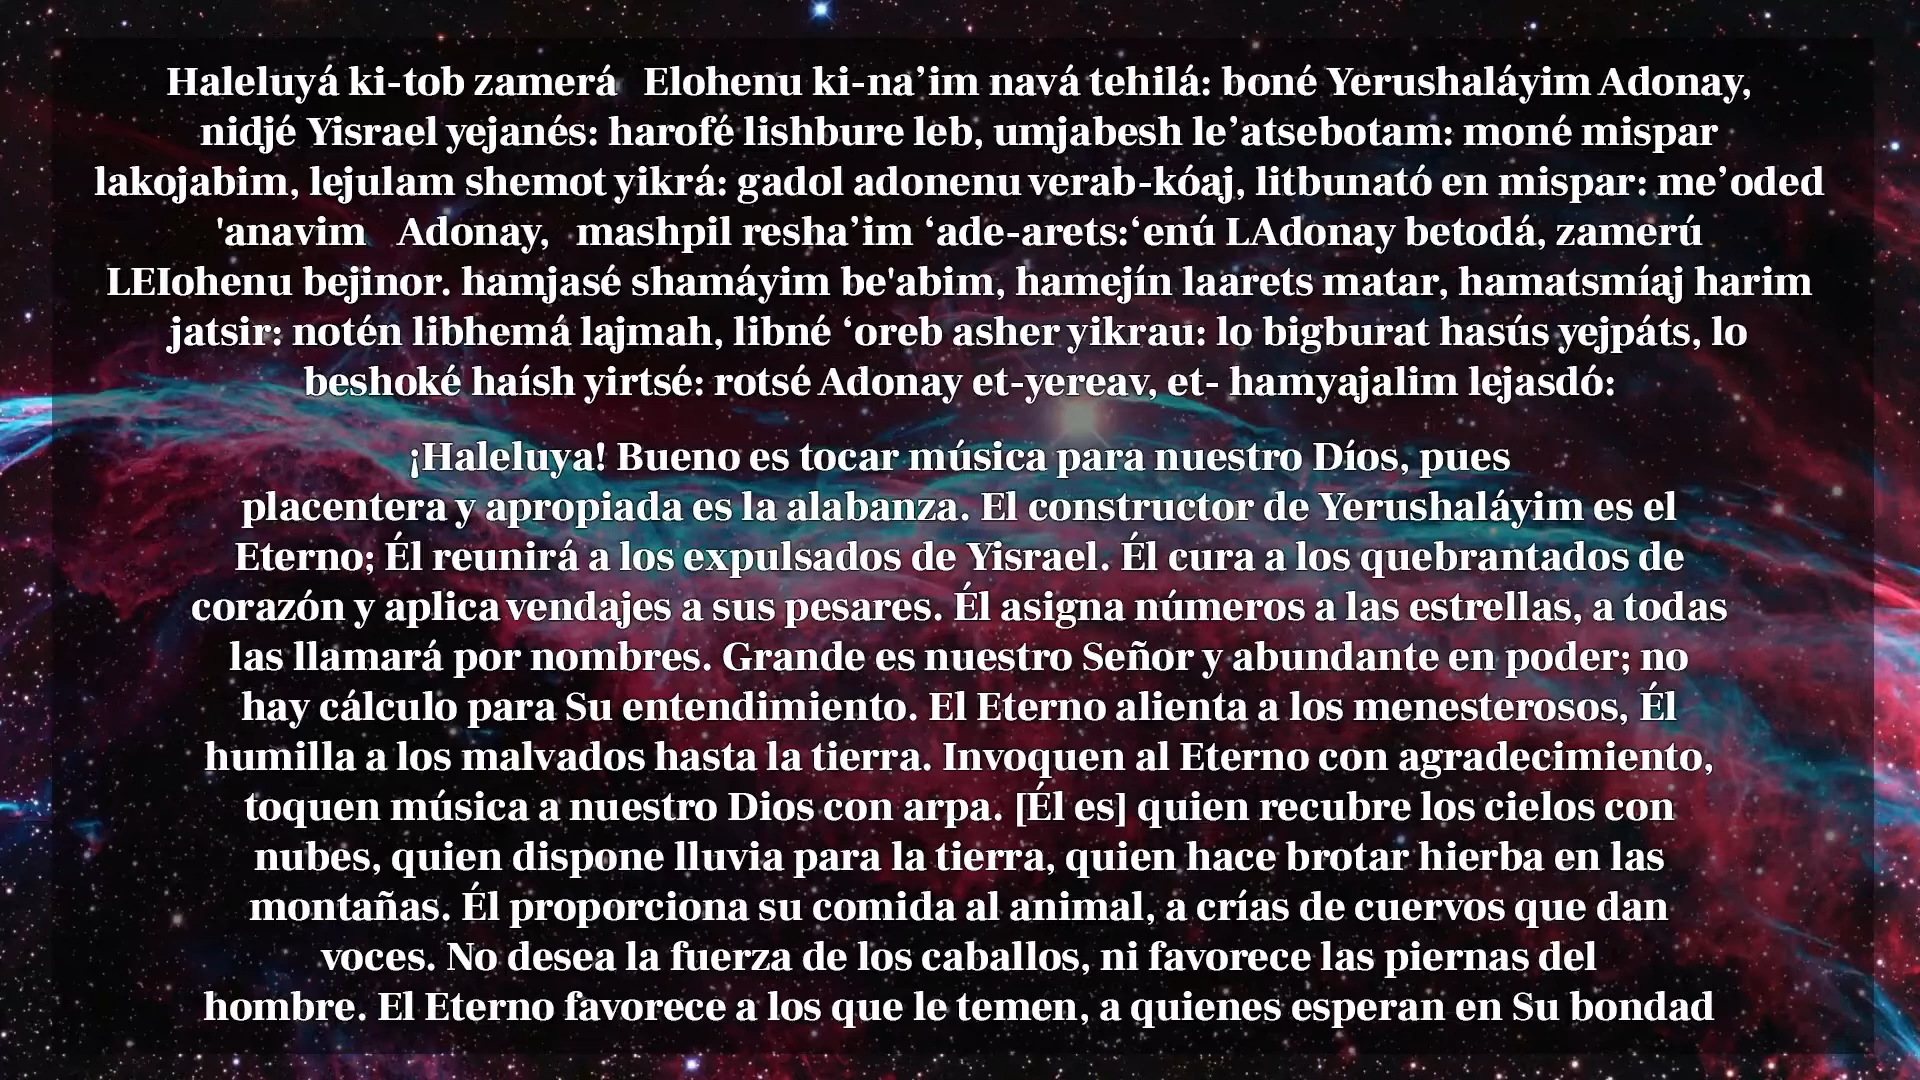 Haleluyá ki-tob zamerá   Elohenu ki-na’im navá tehilá: boné Yerushaláyim Adonay,
nidjé Yisrael yejanés: harofé lishbure leb, umjabesh le’atsebotam: moné mispar
lakojabim, lejulam shemot yikrá: gadol adonenu verab-kóaj, litbunató en mispar: me’oded
'anavim   Adonay,   mashpil resha’im ‘ade-arets:‘enú LAdonay betodá, zamerú
LEIohenu bejinor. hamjasé shamáyim be'abim, hamejín laarets matar, hamatsmíaj harim
jatsir: notén libhemá lajmah, libné ‘oreb asher yikrau: lo bigburat hasús yejpáts, lo
beshoké haísh yirtsé: rotsé Adonay et-yereav, et- hamyajalim lejasdó:
¡Haleluya! Bueno es tocar música para nuestro Díos, pues
placentera y apropiada es la alabanza. El constructor de Yerushaláyim es el
Eterno; Él reunirá a los expulsados de Yisrael. Él cura a los quebrantados de
corazón y aplica vendajes a sus pesares. Él asigna números a las estrellas, a todas
las llamará por nombres. Grande es nuestro Señor y abundante en poder; no
hay cálculo para Su entendimiento. El Eterno alienta a los menesterosos, Él
humilla a los malvados hasta la tierra. Invoquen al Eterno con agradecimiento,
toquen música a nuestro Dios con arpa. [Él es] quien recubre los cielos con
nubes, quien dispone lluvia para la tierra, quien hace brotar hierba en las
montañas. Él proporciona su comida al animal, a crías de cuervos que dan
voces. No desea la fuerza de los caballos, ni favorece las piernas del
hombre. El Eterno favorece a los que le temen, a quienes esperan en Su bondad